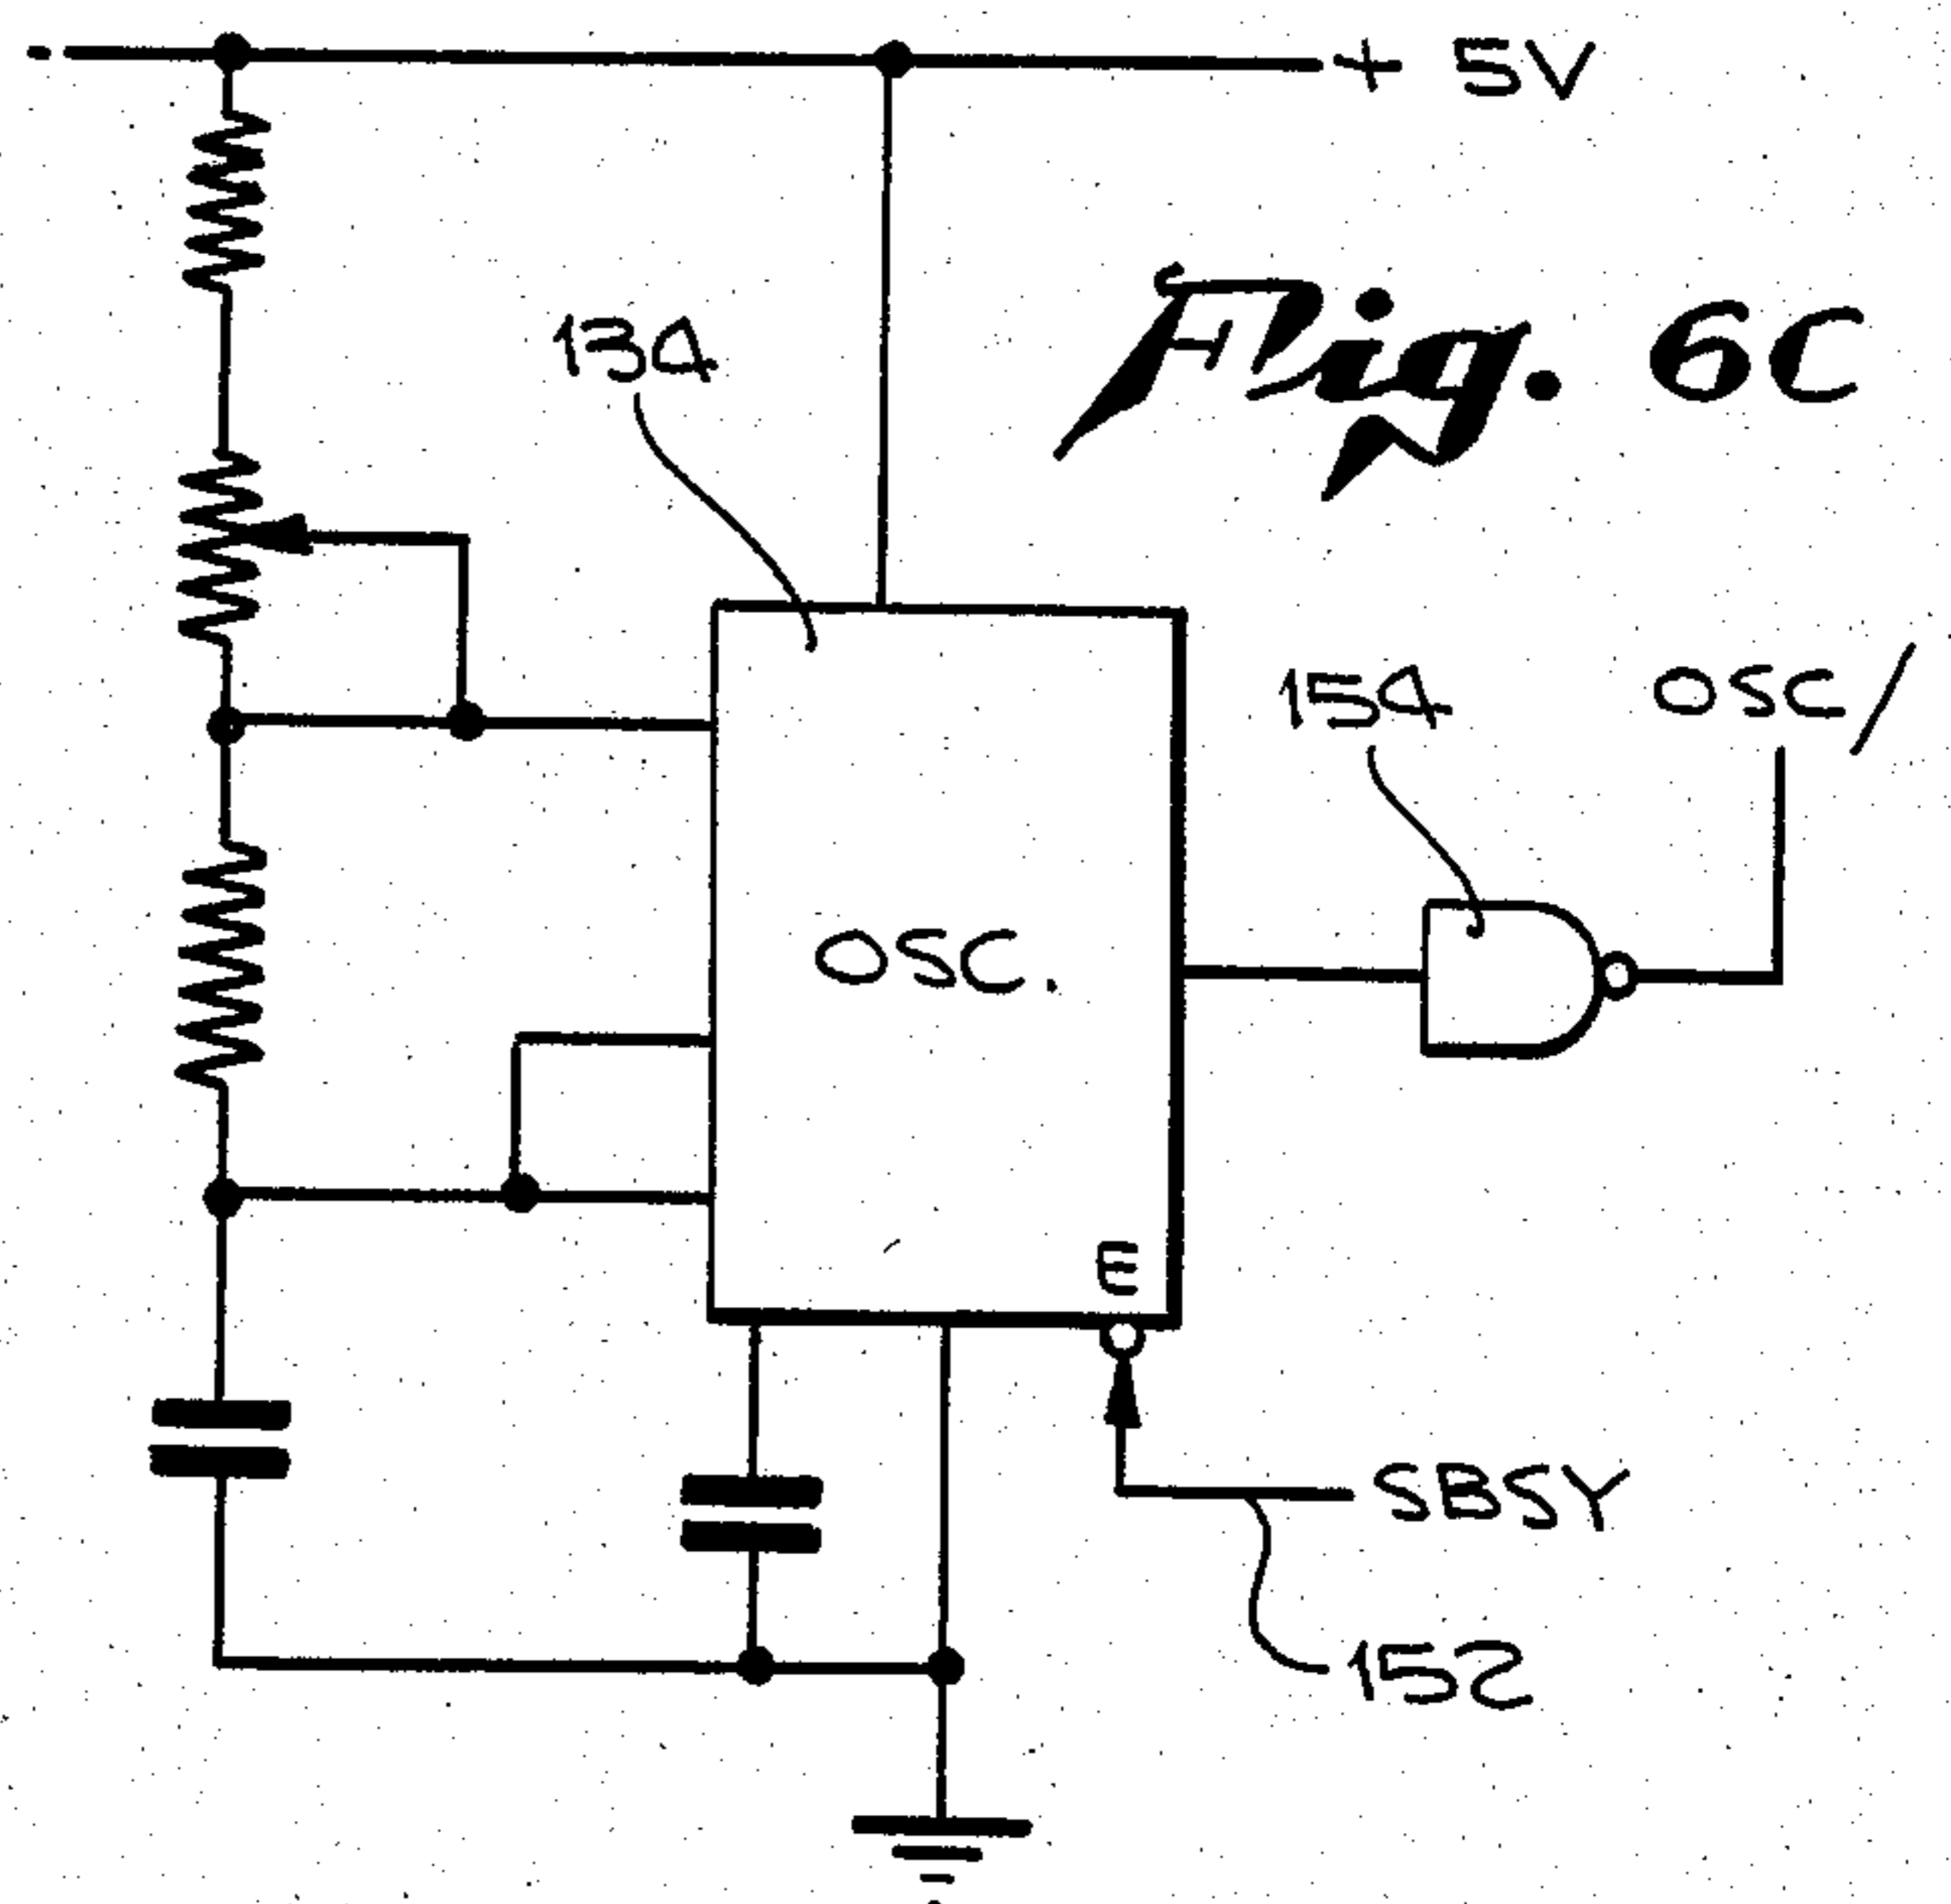 + 5V
Fig. 6C
134
154
OSC/
OSC.
E
SBSY
152